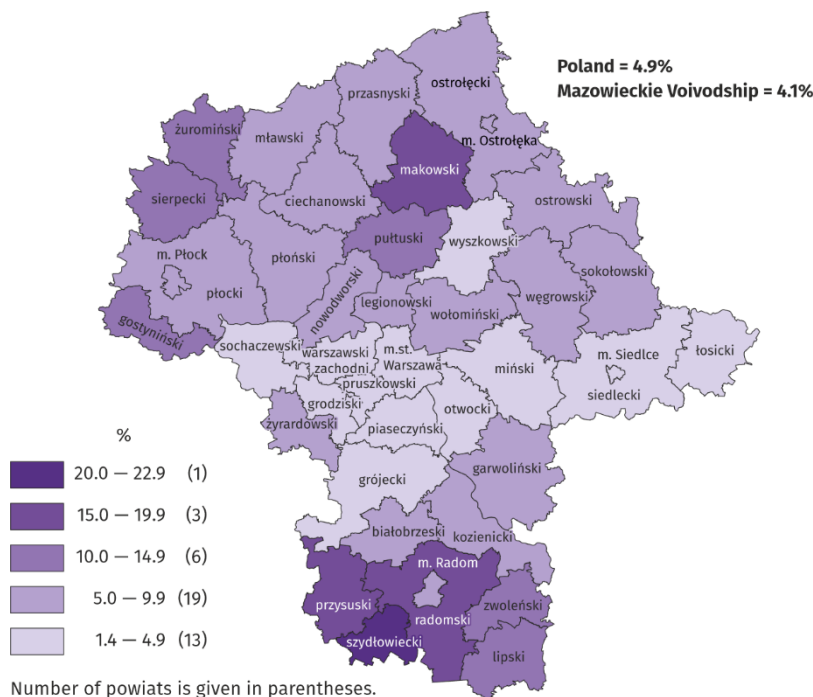 Poland = 4.9%
Mazowieckie Voivodship = 4.1%
ostrołęcki
przasnyski
żuromiński
mławski
m. Ostrołęka
makowski
sierpecki
ciechanowski
ostrowski
pułtuski
wyszkowski
m. Płock
płoński
sokołowski
nowodworski
węgrowski
płocki
legionowski
wołomiński
gostyniński
sochaczewski
warszawski
zachodni
m.st.
Warszawa
m. Siedlce
łosicki
miński
pruszkowski
siedlecki
grodziski
otwocki
piaseczyński
żyrardowski
garwoliński
grójecki
białobrzeski
kozienicki
m. Radom
przysuski
zwoleński
radomski
szydłowiecki
lipski
%
20.0 — 22.9 (1)
15.0 — 19.9 (3)
10.0 — 14.9 (6)
5.0 — 9.9 (19)
1.4 — 4.9 (13)
Number of powiats is given in parentheses.